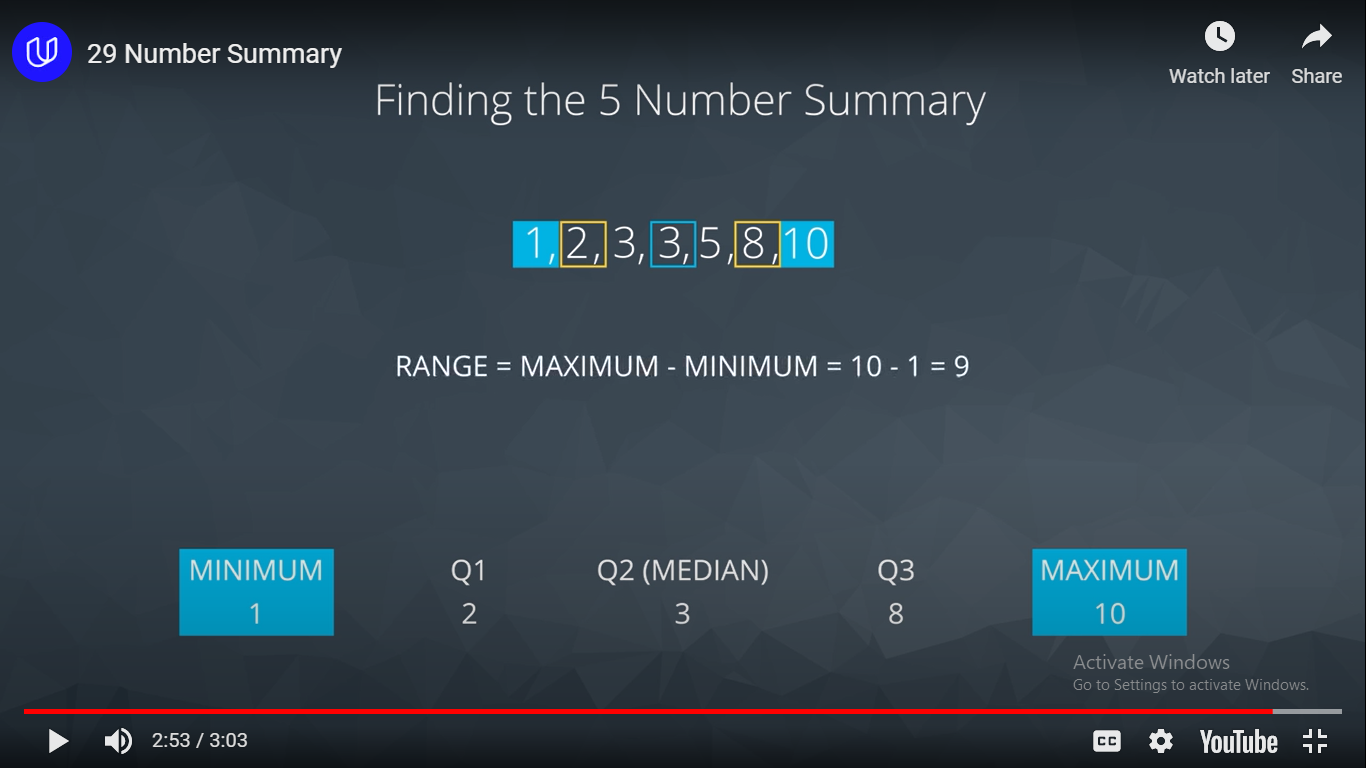 29 Number Summary
Watch later
Share
Finding the 5 Number Summary
1, 2, 3, 3, 5, 8, 10
RANGE = MAXIMUM - MINIMUM = 10 - 1 = 9
MINIMUM
1
Q1
2
Q2 (MEDIAN)
3
Q3
8
MAXIMUM
10
Activate Windows
Go to Settings to activate Windows.
2:53 / 3:03
CC
YouTube